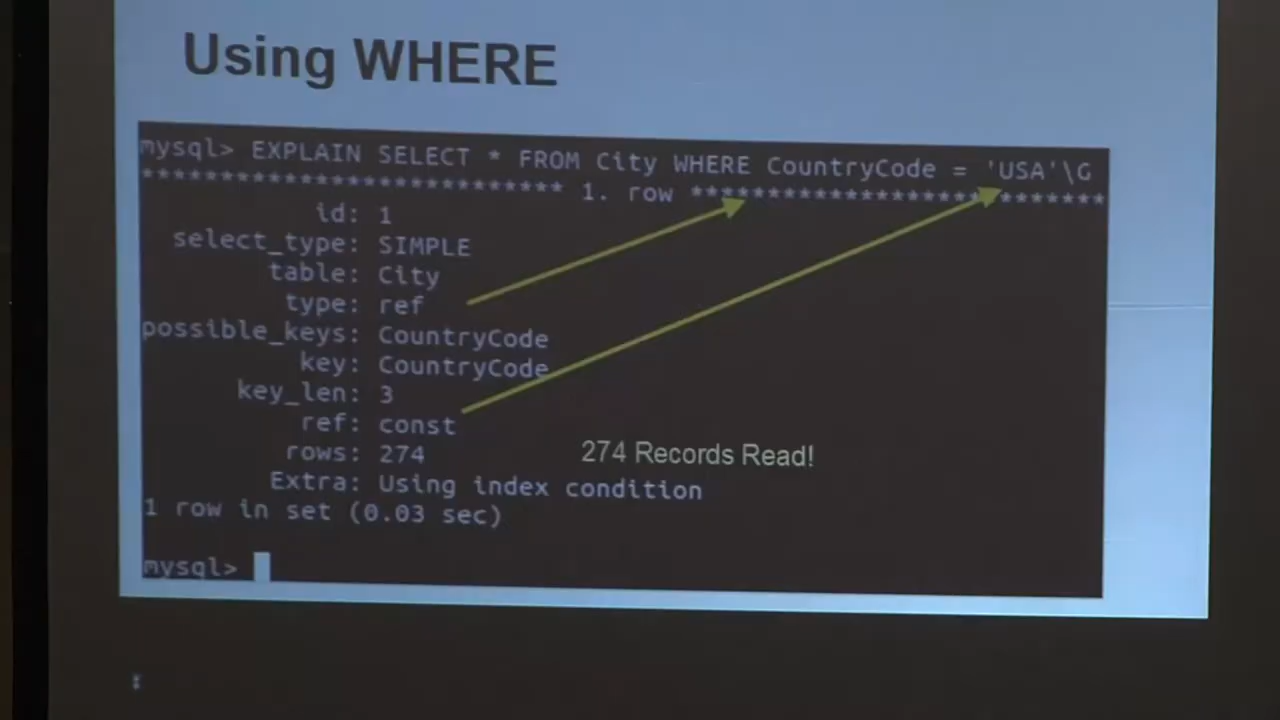 Using WHERE
mysql> EXPLAIN SELECT * FROM City WHERE CountryCode = 'USA'\G
*************************** 1. row ***************************
id: 1
select_type: SIMPLE
table: City
type: ref
possible_keys: CountryCode
key: CountryCode
key_len: 3
ref: const
rows: 274
274 Records Read!
Extra: Using index condition
1 row in set (0.03 sec)
mysql>